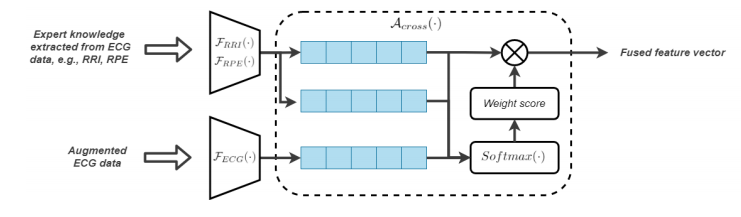 Expert knowledge
extracted from ECG
data, e.g., RRI, RPE
Augmented
ECG data
F_RRI(·)
F_RPE(·)
F_ECG(·)
A_cross(·)
Weight score
Softmax(·)
Fused feature vector